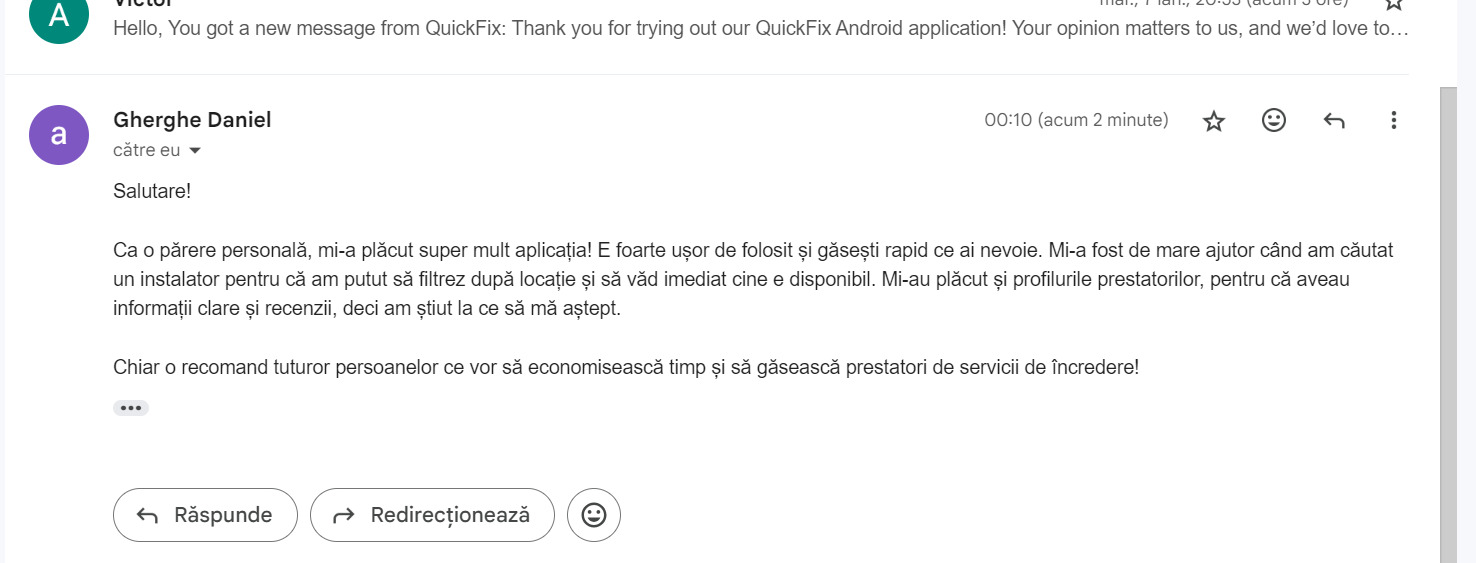 A
Victor
mar., 7 ian., 20:55 (acum 3 ore)
Hello, You got a new message from QuickFix: Thank you for trying out our QuickFix Android application! Your opinion matters to us, and we'd love to…
a
Gherghe Daniel
00:10 (acum 2 minute)
către eu
Salutare!
Ca o părere personală, mi-a plăcut super mult aplicația! E foarte ușor de folosit și găsești rapid ce ai nevoie. Mi-a fost de mare ajutor când am căutat
un instalator pentru că am putut să filtrez după locație și să văd imediat cine e disponibil. Mi-au plăcut și profilurile prestatorilor, pentru că aveau
informații clare și recenzii, deci am știut la ce să mă aștept.
Chiar o recomand tuturor persoanelor ce vor să economisească timp și să găsească prestatori de servicii de încredere!
Răspunde
Redirecționează